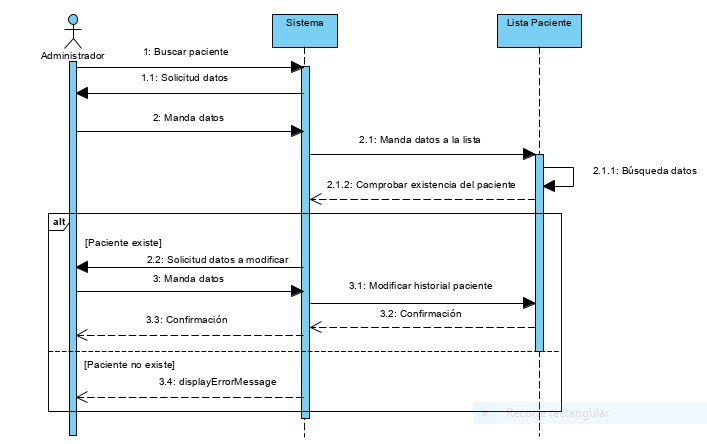 Sistema
Lista Paciente
Administrador
1: Buscar paciente
1.1: Solicitud datos
2: Manda datos
2.1: Manda datos a la lista
2.1.1: Búsqueda datos
2.1.2: Comprobar existencia del paciente
alt
[Paciente existe]
2.2: Solicitud datos a modificar
3: Manda datos
3.1: Modificar historial paciente
3.2: Confirmación
3.3: Confirmación
[Paciente no existe]
3.4: displayErrorMessage
Recorte rectangular